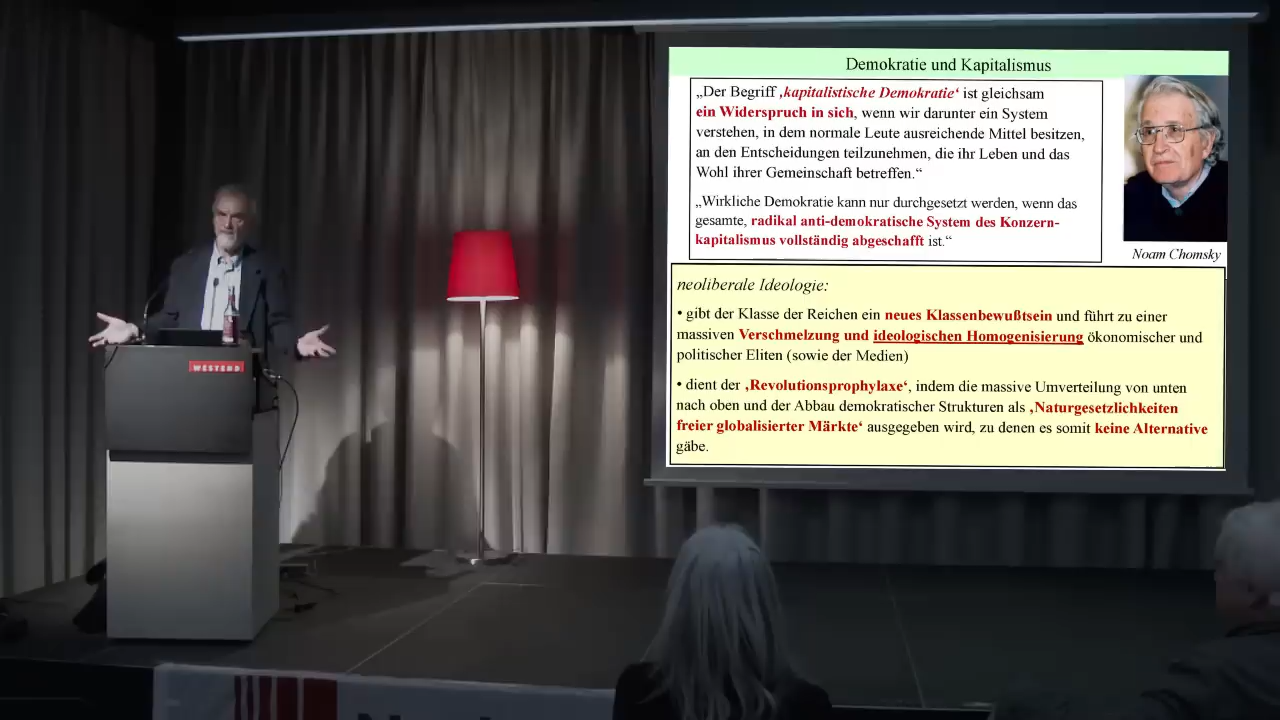 Demokratie und Kapitalismus
„Der Begriff ‚kapitalistische Demokratie‘ ist gleichsam
ein Widerspruch in sich, wenn wir darunter ein System
verstehen, in dem normale Leute ausreichende Mittel besitzen,
an den Entscheidungen teilzunehmen, die ihr Leben und das
Wohl ihrer Gemeinschaft betreffen.“
„Wirkliche Demokratie kann nur durchgesetzt werden, wenn das
gesamte, radikal anti-demokratische System des Konzern-
kapitalismus vollständig abgeschafft ist.“
Noam Chomsky
neoliberale Ideologie:
• gibt der Klasse der Reichen ein neues Klassenbewußtsein und führt zu einer
massiven Verschmelzung und ideologischen Homogenisierung ökonomischer und
politischer Eliten (sowie der Medien)
• dient der ‚Revolutionsprophylaxe‘, indem die massive Umverteilung von unten
nach oben und der Abbau demokratischer Strukturen als ‚Naturgesetzlichkeiten
freier globalisierter Märkte‘ ausgegeben wird, zu denen es somit keine Alternative
gäbe.
WESTEND